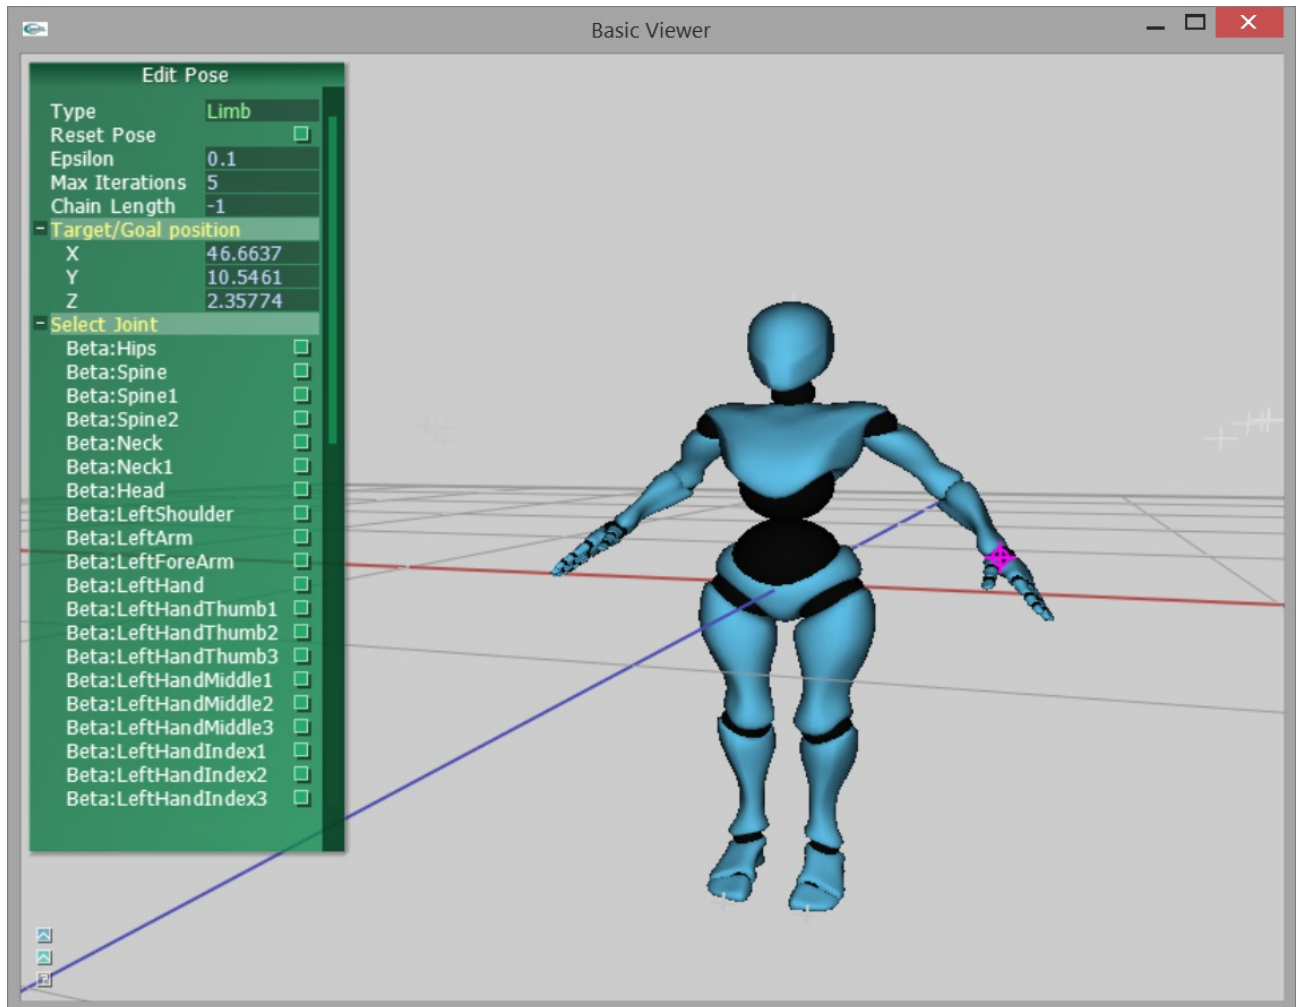 Basic Viewer
Edit Pose
Type Limb
Reset Pose
Epsilon 0.1
Max Iterations 5
Chain Length -1
Target/Goal position
X 46.6637
Y 10.5461
Z 2.35774
Select Joint
Beta:Hips
Beta:Spine
Beta:Spine1
Beta:Spine2
Beta:Neck
Beta:Neck1
Beta:Head
Beta:LeftShoulder
Beta:LeftArm
Beta:LeftForeArm
Beta:LeftHand
Beta:LeftHandThumb1
Beta:LeftHandThumb2
Beta:LeftHandThumb3
Beta:LeftHandMiddle1
Beta:LeftHandMiddle2
Beta:LeftHandMiddle3
Beta:LeftHandIndex1
Beta:LeftHandIndex2
Beta:LeftHandIndex3